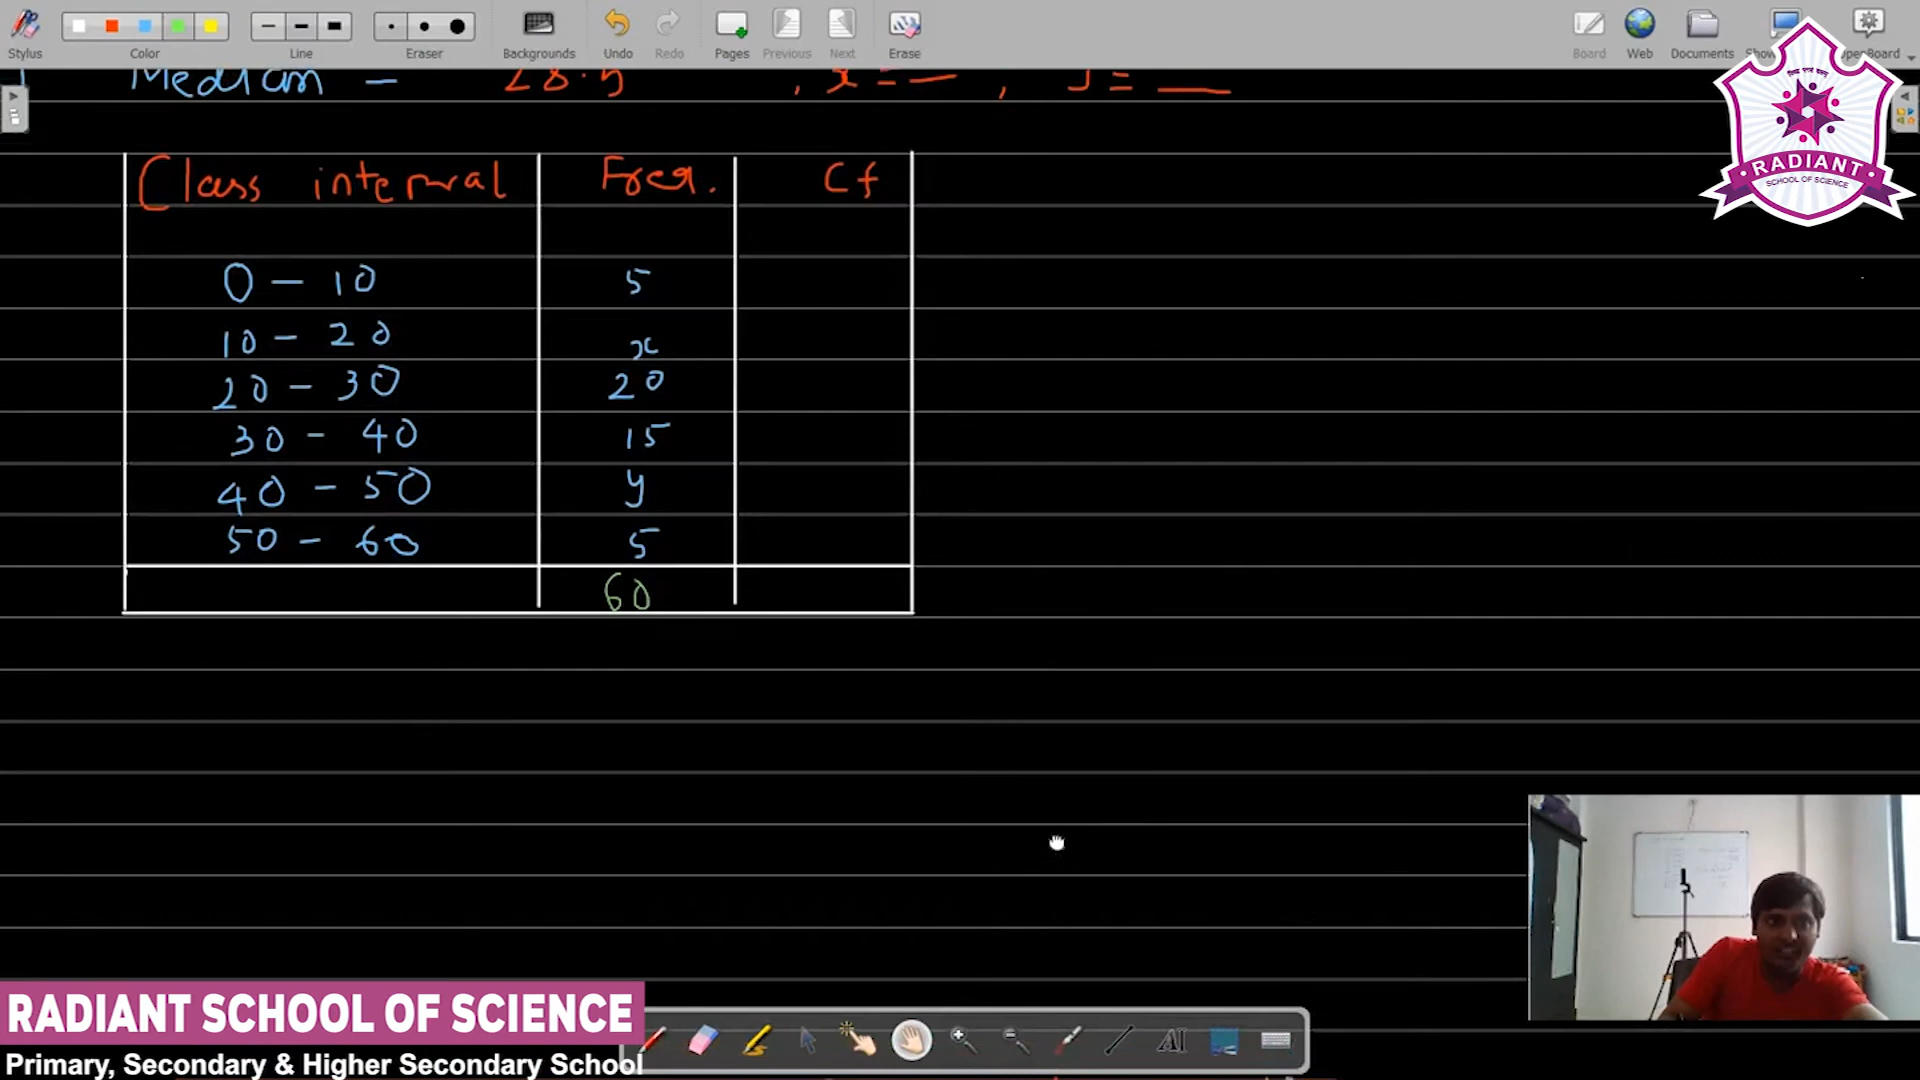 Stylus Color Line Eraser Backgrounds Undo Redo Pages Previous Next Erase Board Web Documents
Median - 28.5 , x = __ , y = __
RADIANT
SCHOOL OF SCIENCE
Class interval Freq. Cf
0 - 10 5
10 - 20 x
20 - 30 20
30 - 40 15
40 - 50 y
50 - 60 5
60
RADIANT SCHOOL OF SCIENCE
Primary, Secondary & Higher Secondary School